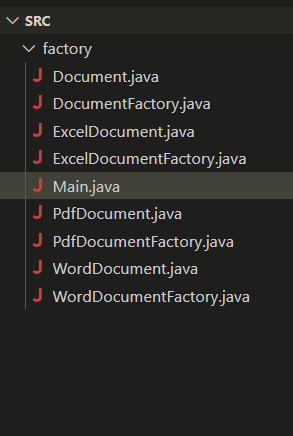 SRC
factory
Document.java
DocumentFactory.java
ExcelDocument.java
ExcelDocumentFactory.java
Main.java
PdfDocument.java
PdfDocumentFactory.java
WordDocument.java
WordDocumentFactory.java